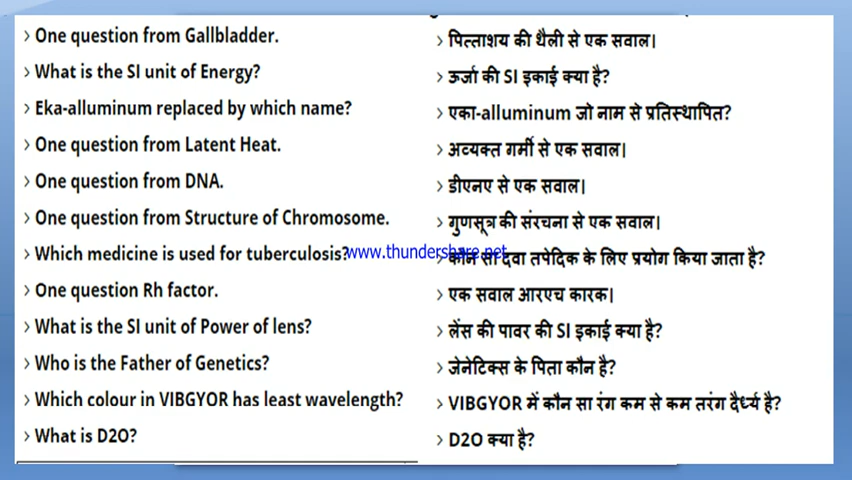 > One question from Gallbladder.
> What is the SI unit of Energy?
> Eka-alluminum replaced by which name?
> One question from Latent Heat.
> One question from DNA.
> One question from Structure of Chromosome.
> Which medicine is used for tuberculosis?
> One question Rh factor.
> What is the SI unit of Power of lens?
> Who is the Father of Genetics?
> Which colour in VIBGYOR has least wavelength?
> What is D2O?
www.thundershare.net
> पित्ताशय की थैली से एक सवाल।
> ऊर्जा की SI इकाई क्या है?
> एका-alluminum जो नाम से प्रतिस्थापित?
> अव्यक्त गर्मी से एक सवाल।
> डीएनए से एक सवाल।
> गुणसूत्र की संरचना से एक सवाल।
> कौन सा दवा तपेदिक के लिए प्रयोग किया जाता है?
> एक सवाल आरएच कारक।
> लेंस की पावर की SI इकाई क्या है?
> जेनेटिक्स के पिता कौन है?
> VIBGYOR में कौन सा रंग कम से कम तरंग दैर्ध्य है?
> D2O क्या है?